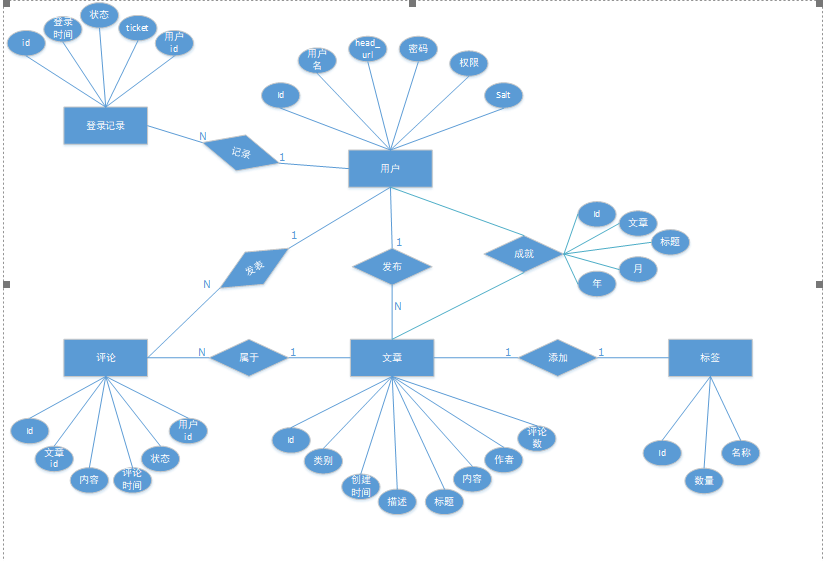 状态
登录
时间
ticket
id
用户
id
head_
url
密码
用户
名
权限
Id
Salt
登录记录
N
记录
1
用户
Id
文章
标题
月
年
成就
1
发表
N
1
发布
N
评论
N
属于
1
文章
1
添加
1
标签
Id
文章
id
内容
评论
时间
状态
用户
id
Id
类别
创建
时间
描述
标题
内容
作者
评论
数
Id
数量
名称